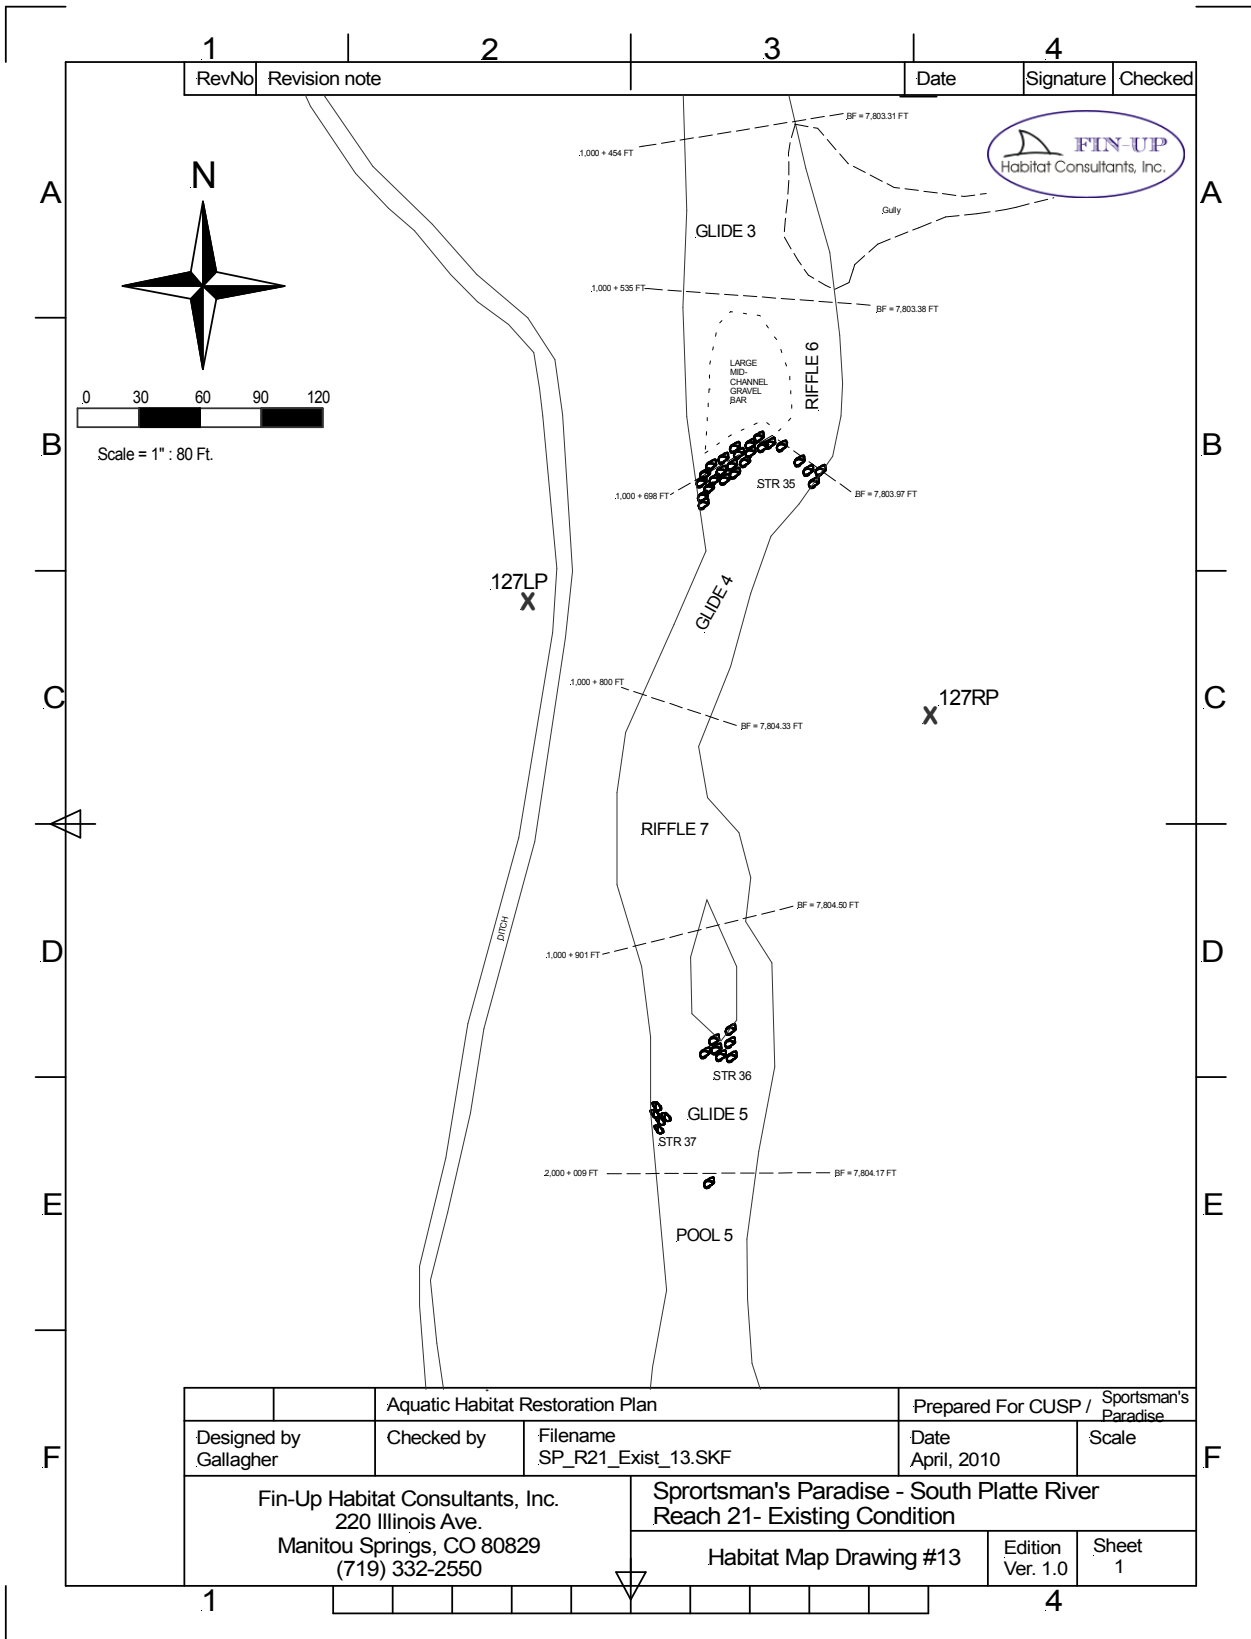 1 2 3 4
RevNo Revision note Date Signature Checked
BF = 7,803.31 FT
FIN-UP
Habitat Consultants, Inc.
1,000 + 454 FT
N
A A
Gully
GLIDE 3
1,000 + 535 FT
BF = 7,803.38 FT
RIFFLE 6
LARGE
MID-
CHANNEL
GRAVEL
BAR
0 30 60 90 120
Scale = 1" : 80 Ft.
B B
STR 35
1,000 + 698 FT
BF = 7,803.97 FT
127LP
X
GLIDE 4
1,000 + 800 FT
C C
127RP
X
BF = 7,804.33 FT
RIFFLE 7
BF = 7,804.50 FT
DITCH
D D
1,000 + 901 FT
STR 36
GLIDE 5
STR 37
2,000 + 009 FT
BF = 7,804.17 FT
E E
POOL 5
Aquatic Habitat Restoration Plan
Prepared For CUSP / Sportsman's
Paradise
Designed by
Gallagher
Checked by
Filename
SP_R21_Exist_13.SKF
Date
April, 2010
Scale
F F
Fin-Up Habitat Consultants, Inc.
220 Illinois Ave.
Manitou Springs, CO 80829
(719) 332-2550
Sprortsman's Paradise - South Platte River
Reach 21- Existing Condition
Habitat Map Drawing #13
Edition
Ver. 1.0
Sheet
1
1 4